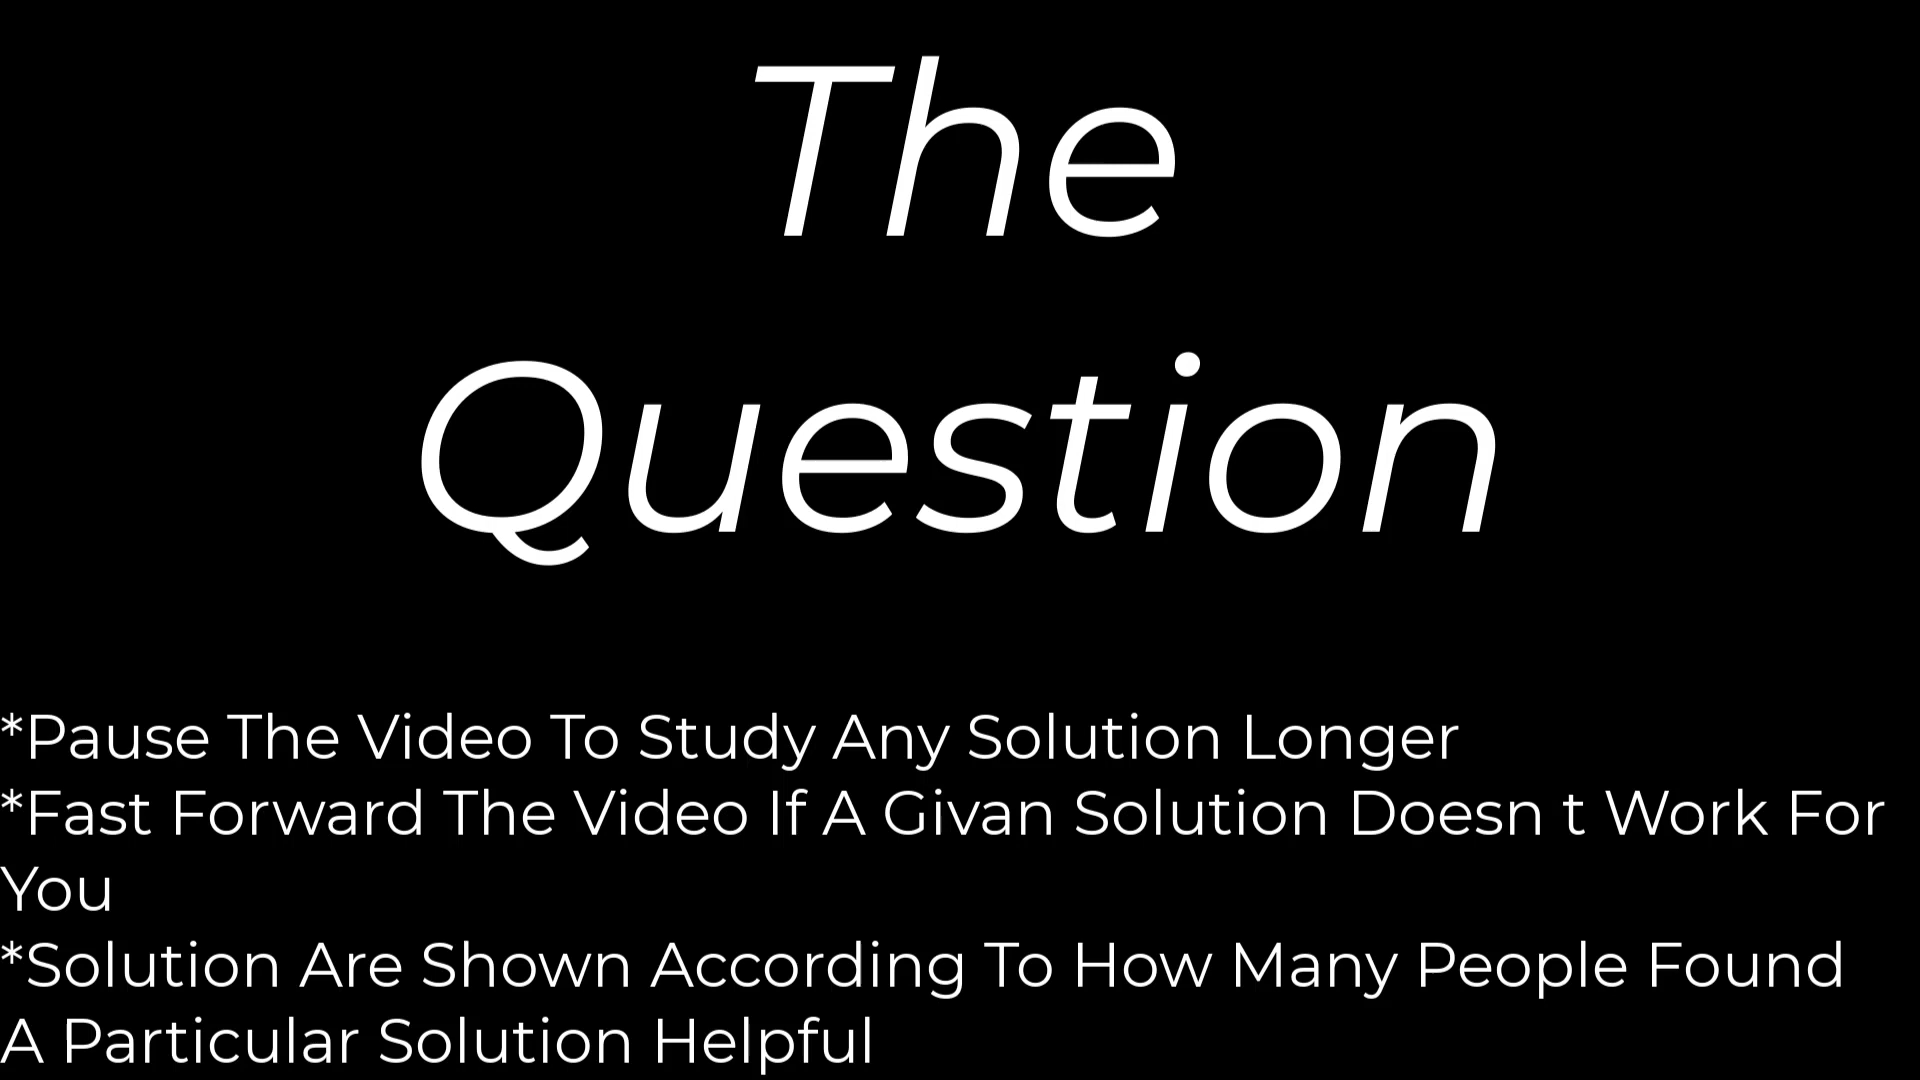 The
Question
*Pause The Video To Study Any Solution Longer
*Fast Forward The Video If A Givan Solution Doesn t Work For
You
*Solution Are Shown According To How Many People Found
A Particular Solution Helpful